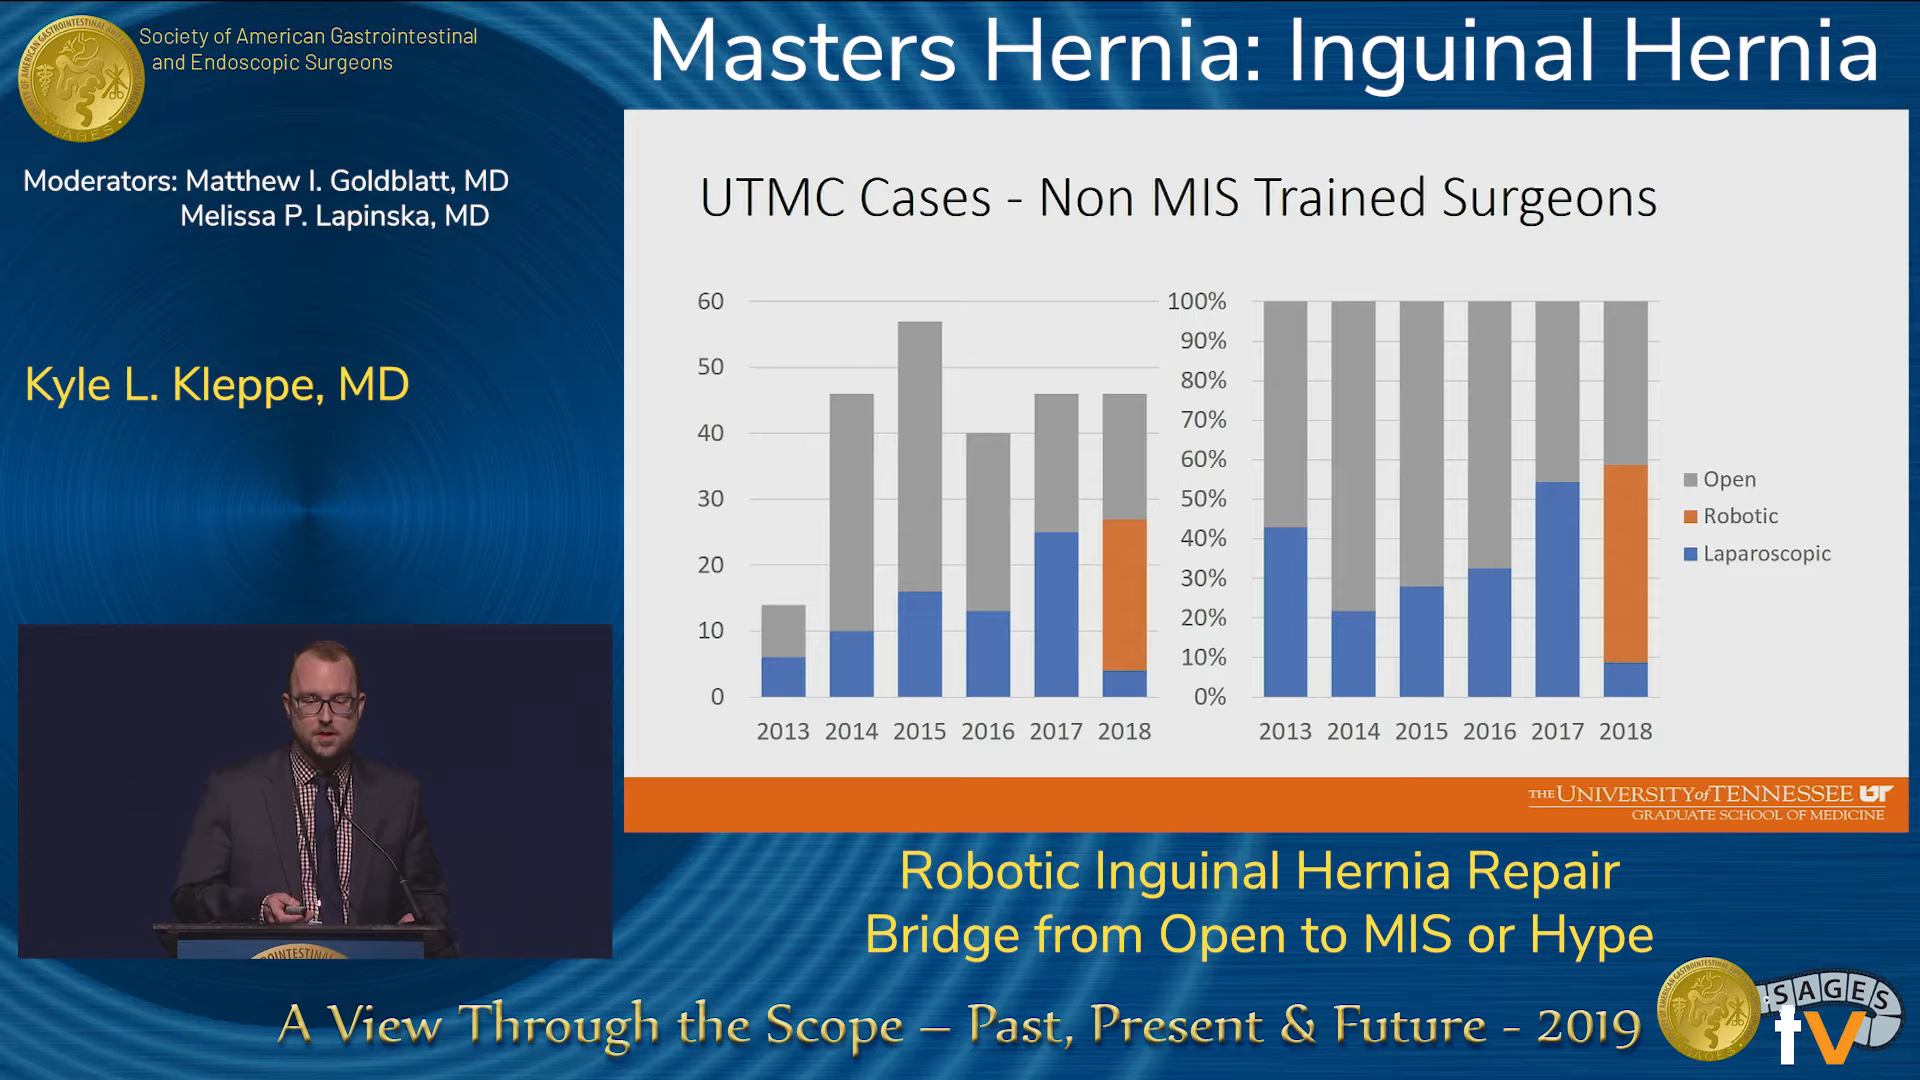 Society of American Gastrointestinal
and Endoscopic Surgeons
Masters Hernia: Inguinal Hernia
Moderators: Matthew I. Goldblatt, MD
Melissa P. Lapinska, MD
Kyle L. Kleppe, MD
UTMC Cases - Non MIS Trained Surgeons
60
50
40
30
20
10
0
2013 2014 2015 2016 2017 2018
100%
90%
80%
70%
60%
50%
40%
30%
20%
10%
0%
2013 2014 2015 2016 2017 2018
Open
Robotic
Laparoscopic
THE UNIVERSITY of TENNESSEE UT
GRADUATE SCHOOL OF MEDICINE
Robotic Inguinal Hernia Repair
Bridge from Open to MIS or Hype
A View Through the Scope – Past, Present & Future - 2019
SAGES
tv